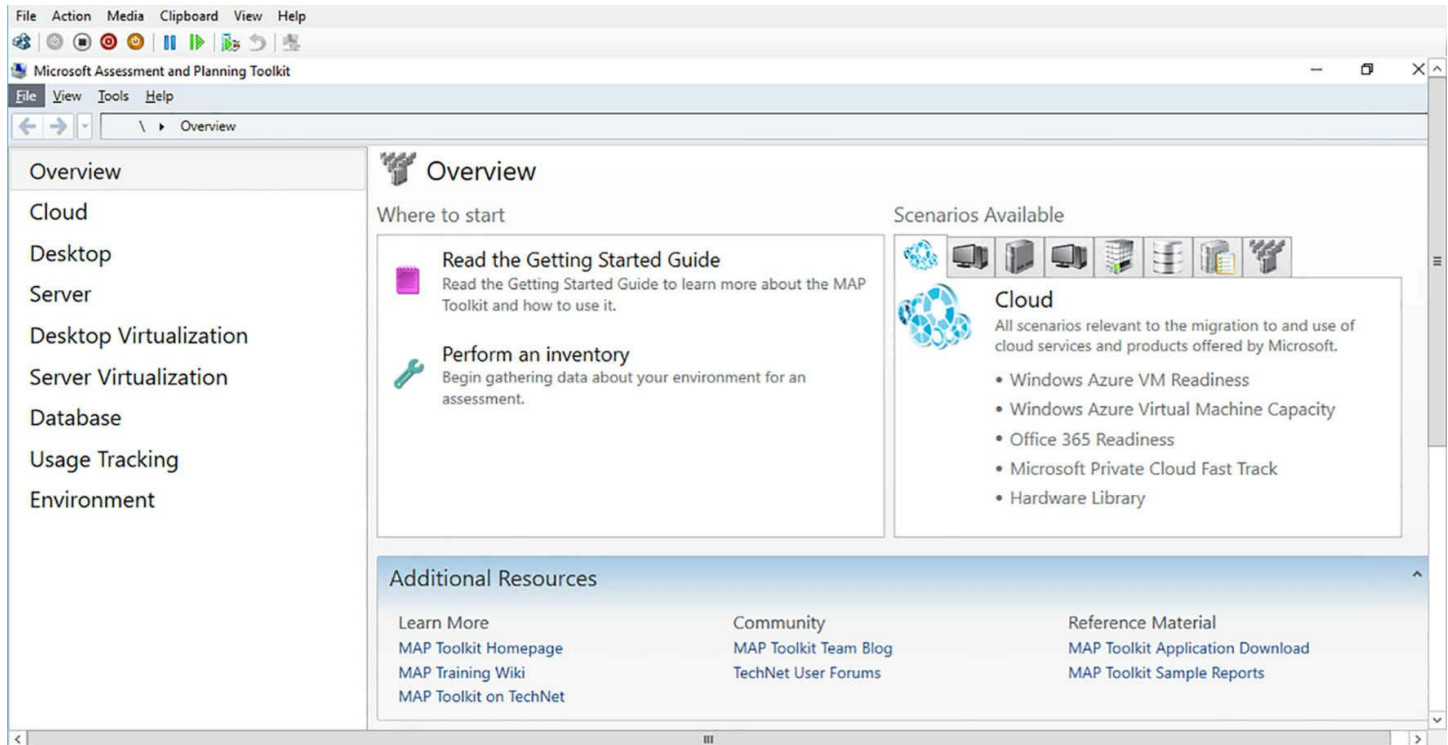 File Action Media Clipboard View Help
Microsoft Assessment and Planning Toolkit
File View Tools Help
\ Overview
Overview
Cloud
Desktop
Server
Desktop Virtualization
Server Virtualization
Database
Usage Tracking
Environment
Overview
Where to start
Read the Getting Started Guide
Read the Getting Started Guide to learn more about the MAP
Toolkit and how to use it.
Perform an inventory
Begin gathering data about your environment for an
assessment.
Scenarios Available
Cloud
All scenarios relevant to the migration to and use of
cloud services and products offered by Microsoft.
• Windows Azure VM Readiness
• Windows Azure Virtual Machine Capacity
• Office 365 Readiness
• Microsoft Private Cloud Fast Track
• Hardware Library
Additional Resources
Learn More
MAP Toolkit Homepage
MAP Training Wiki
MAP Toolkit on TechNet
Community
MAP Toolkit Team Blog
TechNet User Forums
Reference Material
MAP Toolkit Application Download
MAP Toolkit Sample Reports